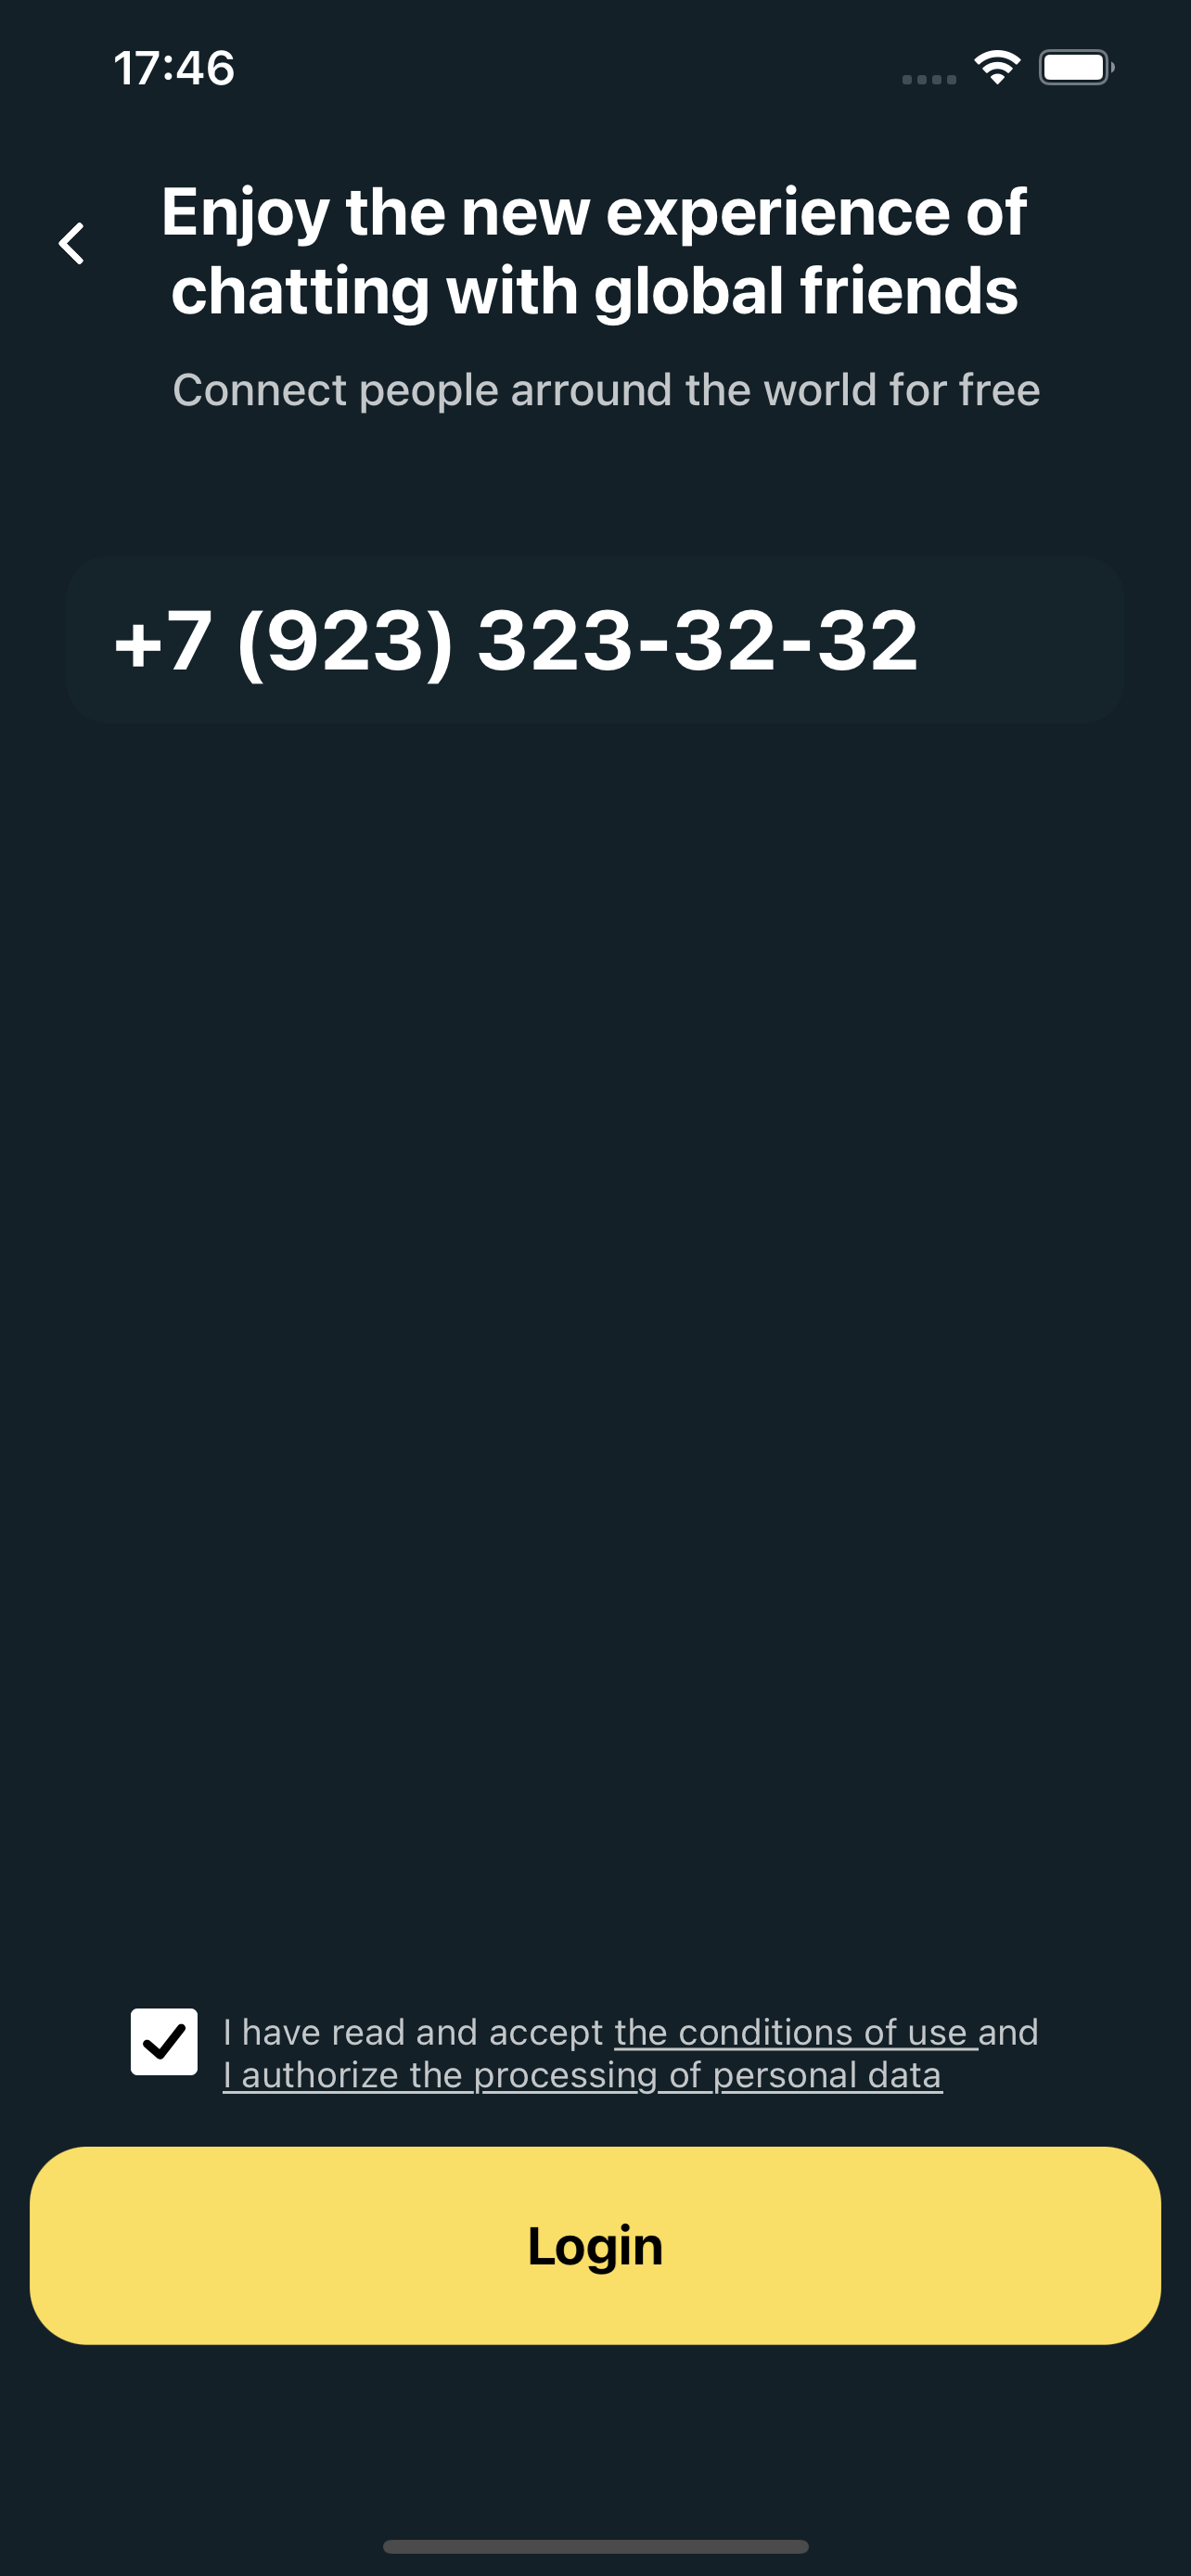 17:46
Enjoy the new experience of
chatting with global friends
Connect people arround the world for free
+7 (923) 323-32-32
I have read and accept the conditions of use and
I authorize the processing of personal data
Login